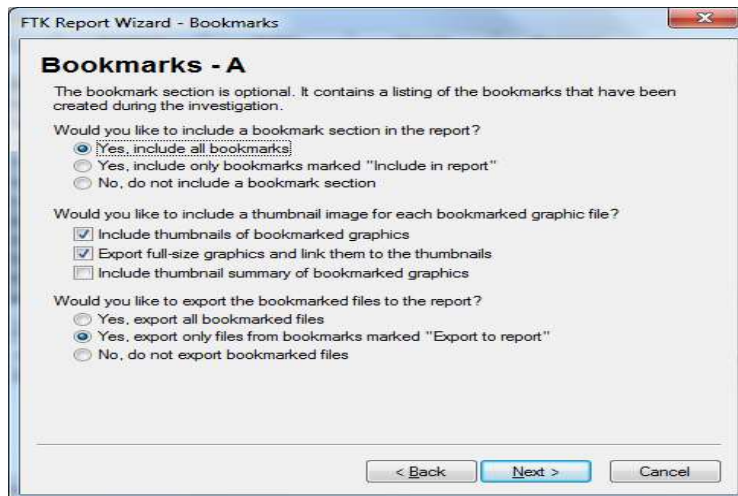 FTK Report Wizard - Bookmarks
Bookmarks - A
The bookmark section is optional. It contains a listing of the bookmarks that have been
created during the investigation.
Would you like to include a bookmark section in the report?
Yes, include all bookmarks
Yes, include only bookmarks marked "Include in report"
No, do not include a bookmark section
Would you like to include a thumbnail image for each bookmarked graphic file?
Include thumbnails of bookmarked graphics
Export full-size graphics and link them to the thumbnails
Include thumbnail summary of bookmarked graphics
Would you like to export the bookmarked files to the report?
Yes, export all bookmarked files
Yes, export only files from bookmarks marked "Export to report"
No, do not export bookmarked files
< Back Next > Cancel